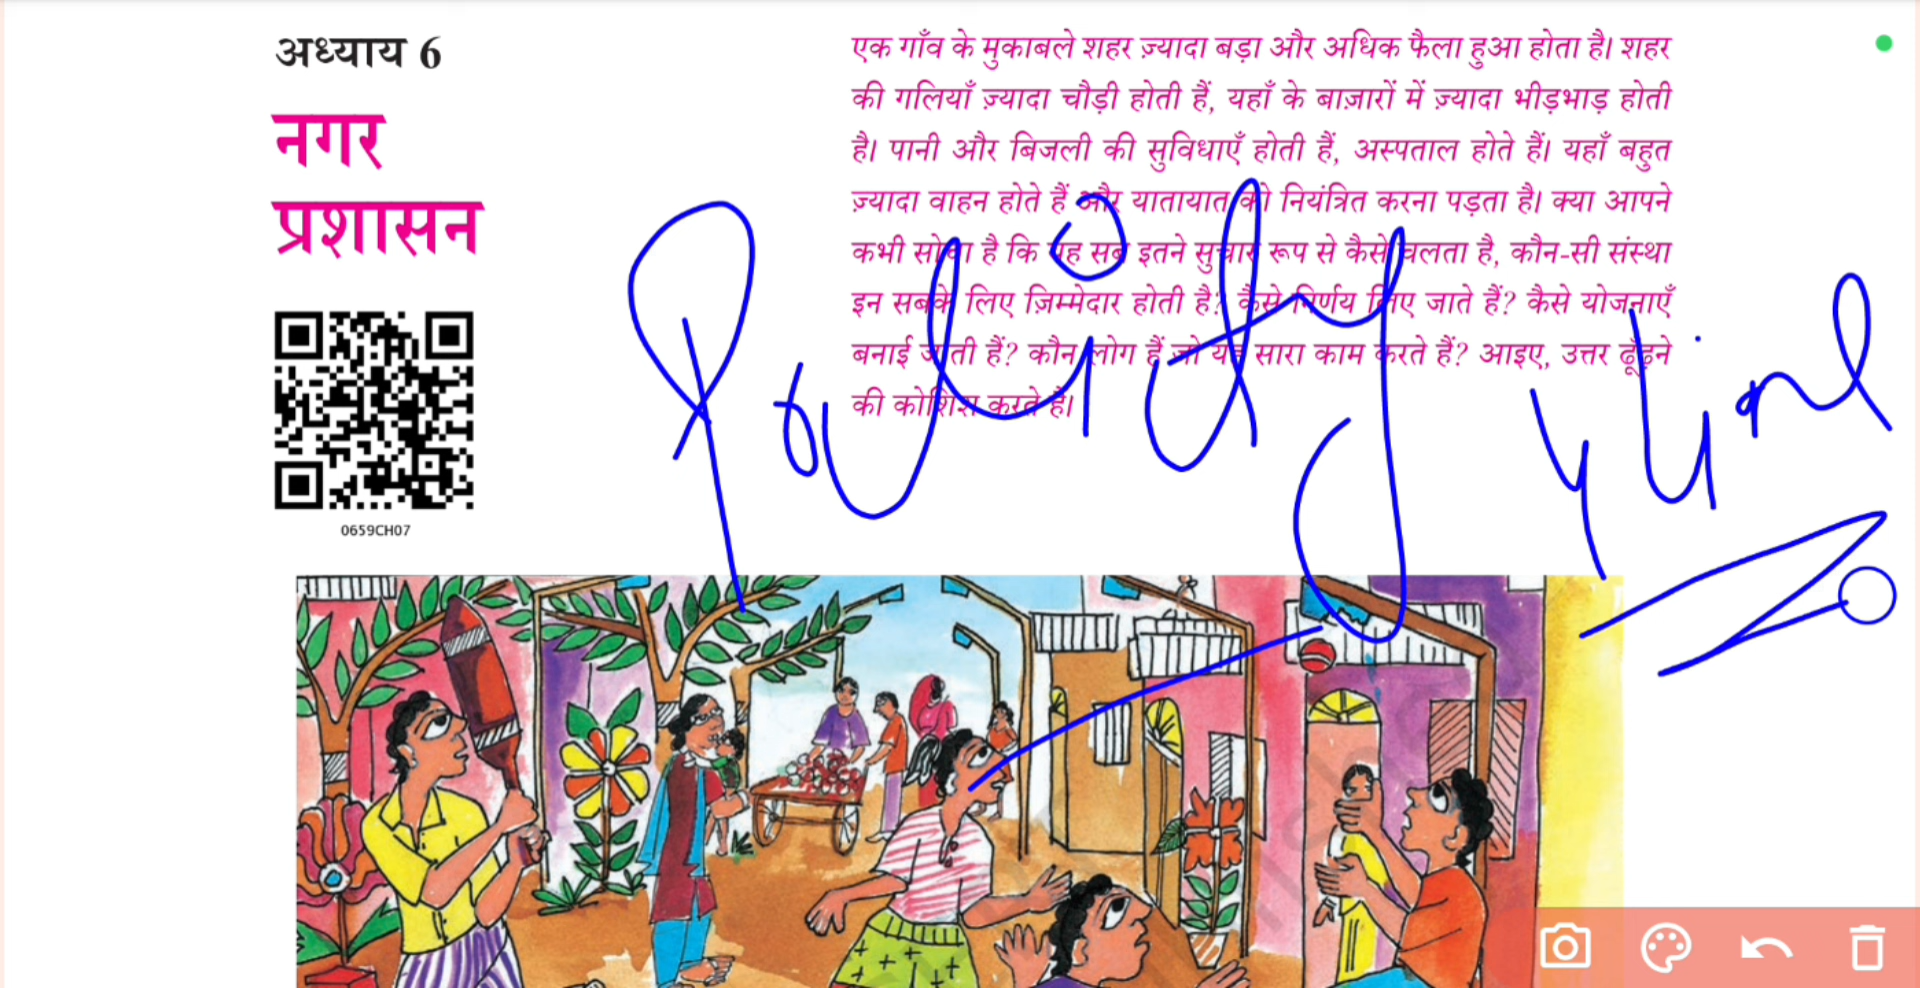 अध्याय 6
नगर
प्रशासन
0659CH07
एक गाँव के मुकाबले शहर ज़्यादा बड़ा और अधिक फैला हुआ होता है। शहर
की गलियाँ ज़्यादा चौड़ी होती हैं, यहाँ के बाज़ारों में ज़्यादा भीड़भाड़ होती
है। पानी और बिजली की सुविधाएँ होती हैं, अस्पताल होते हैं। यहाँ बहुत
ज़्यादा वाहन होते हैं और यातायात को नियंत्रित करना पड़ता है। क्या आपने
कभी सोचा है कि यह सब इतने सुचारु रूप से कैसे चलता है, कौन-सी संस्था
इन सबके लिए ज़िम्मेदार होती है? कैसे निर्णय लिए जाते हैं? कैसे योजनाएँ
बनाई जाती हैं? कौन लोग हैं जो यह सारा काम करते हैं? आइए, उत्तर ढूँढ़ने
की कोशिश करते हैं।
Polity